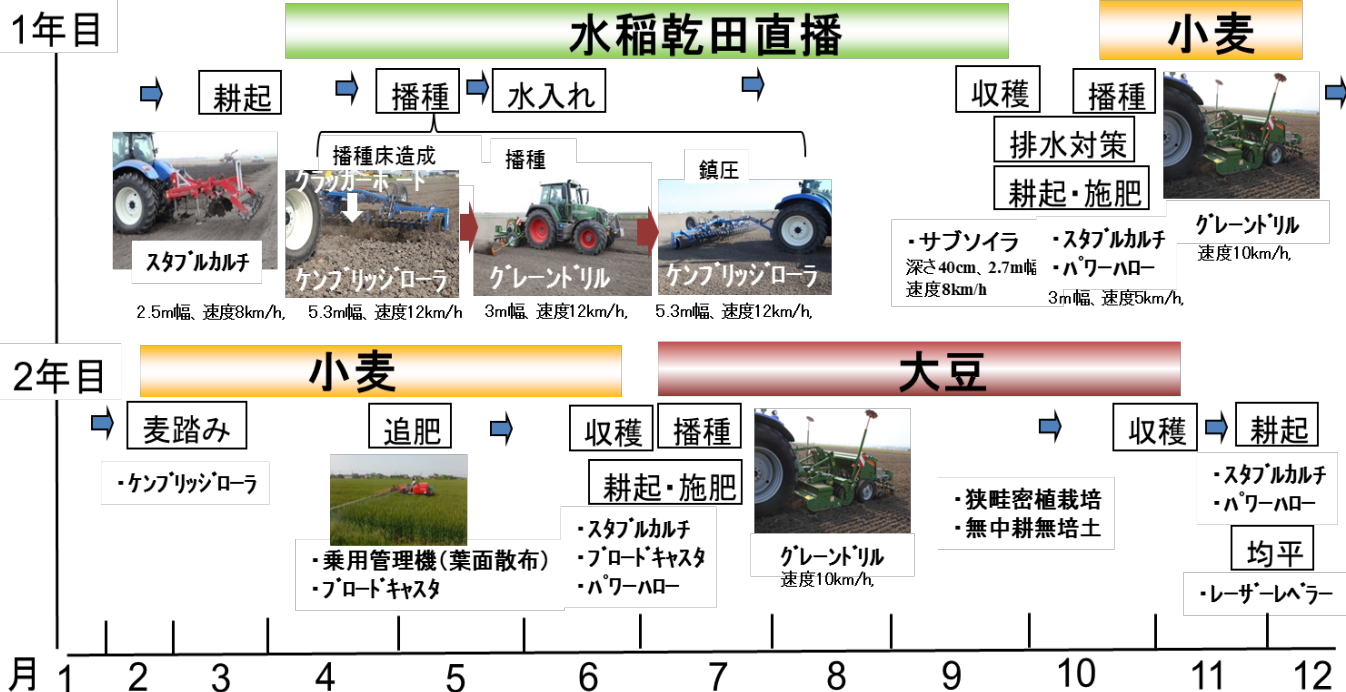 1年目
水稲乾田直播
小麦
耕起
播種
水入れ
収穫
播種
排水対策
耕起・施肥
播種床造成
クラッカーボード
ケンブリッジローラ
播種
グレーンドリル
鎮圧
ケンブリッジローラ
スタブルカルチ
2.5m幅、速度8km/h,
5.3m幅、速度12km/h
3m幅、速度12km/h,
5.3m幅、速度12km/h,
・サブソイラ
深さ40cm、2.7m幅
速度8km/h
・スタブルカルチ
・パワーハロー
3m幅、速度5km/h,
グレーンドリル
速度10km/h,
2年目
小麦
大豆
麦踏み
・ケンブリッジローラ
追肥
・乗用管理機(葉面散布)
・ブロードキャスタ
収穫
播種
耕起・施肥
・スタブルカルチ
・ブロードキャスタ
・パワーハロー
グレーンドリル
速度10km/h,
・狭畦密植栽培
・無中耕無培土
収穫
耕起
・スタブルカルチ
・パワーハロー
均平
・レーザーレベラー
月 1 2 3 4 5 6 7 8 9 10 11 12